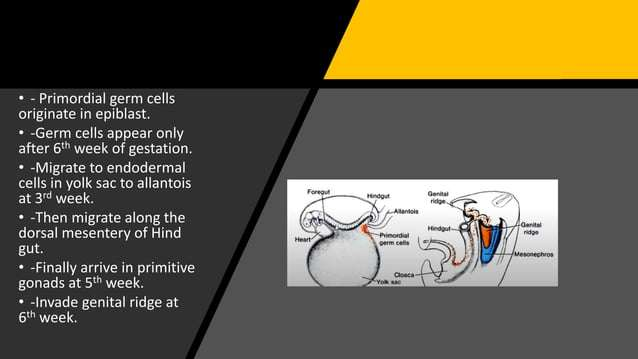 • - Primordial germ cells
originate in epiblast.
• -Germ cells appear only
after 6th week of gestation.
• -Migrate to endodermal
cells in yolk sac to allantois
at 3rd week.
• -Then migrate along the
dorsal mesentery of Hind
gut.
• -Finally arrive in primitive
gonads at 5th week.
• -Invade genital ridge at
6th week.
Foregut
Hindgut
Allantois
Heart
Primordial
germ cells
Yolk sac
Genital
ridge
Hindgut
Genital
ridge
Mesonephros
Cloaca